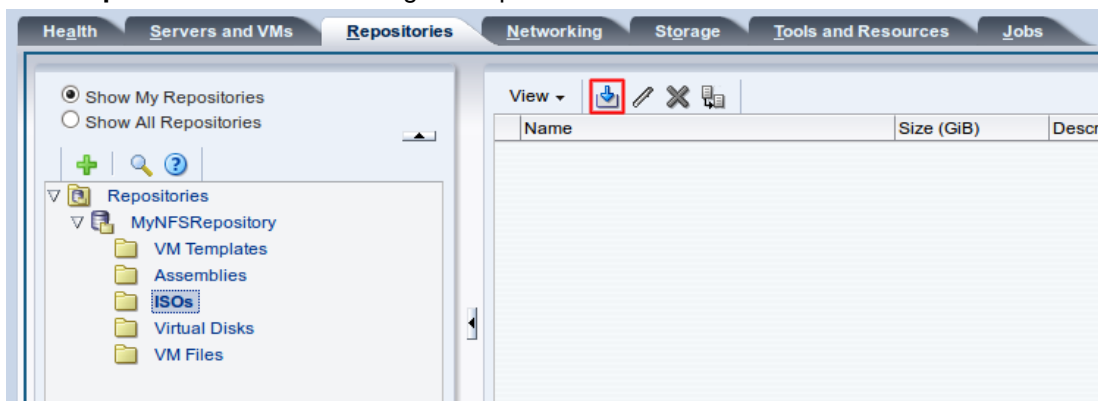 Health Servers and VMs Repositories Networking Storage Tools and Resources Jobs
Show My Repositories
Show All Repositories
View
Name Size (GiB) Descr
Repositories
MyNFSRepository
VM Templates
Assemblies
ISOs
Virtual Disks
VM Files